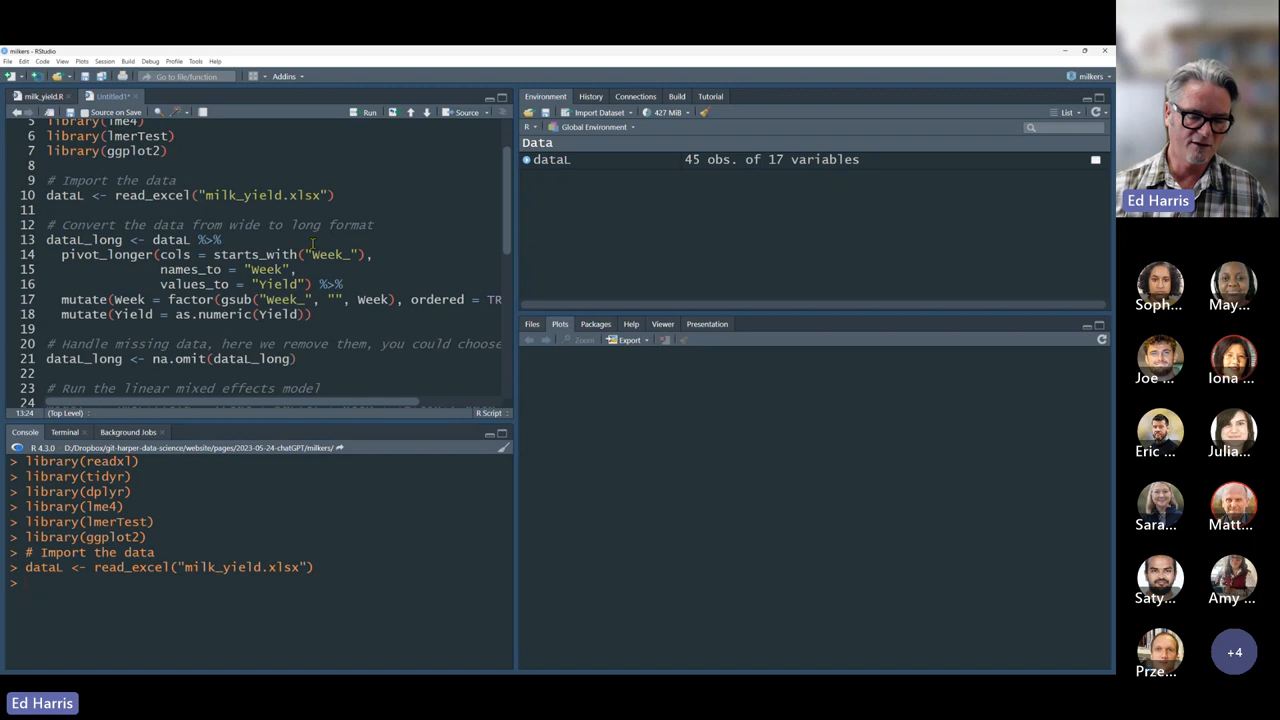 milkers - RStudio
File Edit Code View Plots Session Build Debug Profile Tools Help
Go to file/function
Addins
milkers
milk_yield.R
Untitled1*
Source on Save
Run
Source
5 library(lme4)
6 library(lmerTest)
7 library(ggplot2)
8
9 # Import the data
10 dataL <- read_excel("milk_yield.xlsx")
11
12 # Convert the data from wide to long format
13 dataL_long <- dataL %>%
14 pivot_longer(cols = starts_with("Week_"),
15 names_to = "Week",
16 values_to = "Yield") %>%
17 mutate(Week = factor(gsub("Week_", "", Week), ordered = TR
18 mutate(Yield = as.numeric(Yield))
19
20 # Handle missing data, here we remove them, you could choose
21 dataL_long <- na.omit(dataL_long)
22
23 # Run the linear mixed effects model
24
13:24 (Top Level) R Script
Console Terminal Background Jobs
R 4.3.0 D:/Dropbox/git-harper-data-science/website/pages/2023-05-24-chatGPT/milkers/
> library(readxl)
> library(tidyr)
> library(dplyr)
> library(lme4)
> library(lmerTest)
> library(ggplot2)
> # Import the data
> dataL <- read_excel("milk_yield.xlsx")
>
Environment History Connections Build Tutorial
Import Dataset 427 MiB List
R Global Environment
Data
dataL 45 obs. of 17 variables
Files Plots Packages Help Viewer Presentation
Zoom Export
Ed Harris
Soph...
May...
Joe ...
Iona ...
Eric ...
Julia...
Sara...
Matt...
Saty...
Amy ...
Prze...
+4
Ed Harris